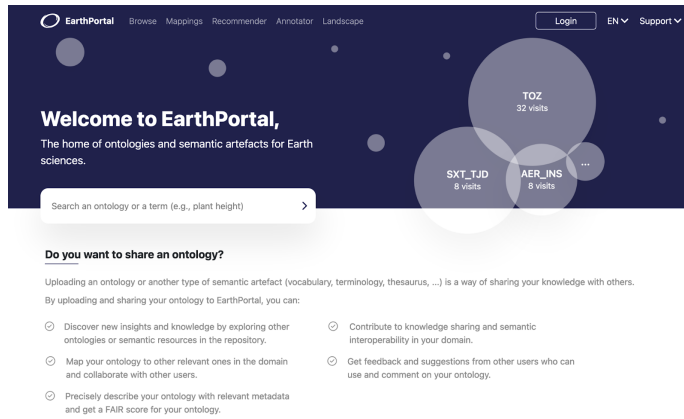 EarthPortal Browse Mappings Recommender Annotator Landscape Login EN Support
Welcome to EarthPortal,
The home of ontologies and semantic artefacts for Earth
sciences.
TOZ
32 visits
SXT_TJD
8 visits
AER_INS
8 visits
...
Search an ontology or a term (e.g., plant height)
Do you want to share an ontology?
Uploading an ontology or another type of semantic artefact (vocabulary, terminology, thesaurus, ...) is a way of sharing your knowledge with others.
By uploading and sharing your ontology to EarthPortal, you can:
Discover new insights and knowledge by exploring other
ontologies or semantic resources in the repository.
Map your ontology to other relevant ones in the domain
and collaborate with other users.
Precisely describe your ontology with relevant metadata
and get a FAIR score for your ontology.
Contribute to knowledge sharing and semantic
interoperability in your domain.
Get feedback and suggestions from other users who can
use and comment on your ontology.